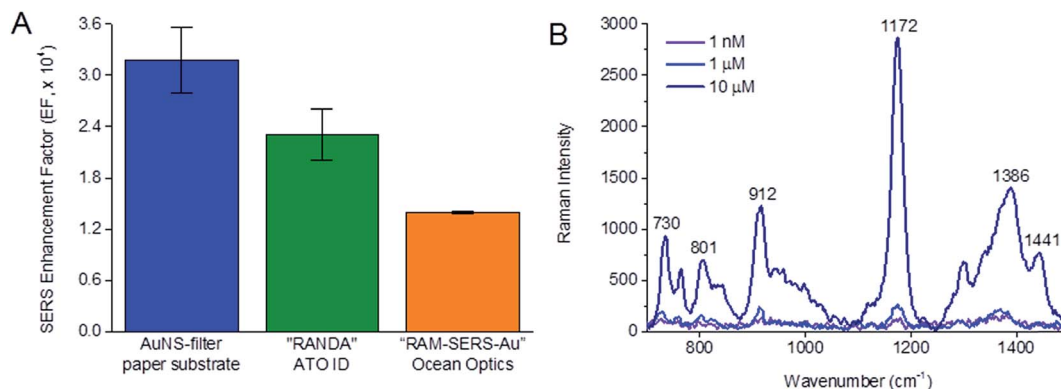 A
SERS Enhancement Factor (EF, x 10⁴)
3.6
3.0
2.4
1.8
1.2
0.6
0.0
AuNS-filter
paper substrate
"RANDA"
ATO ID
"RAM-SERS-Au"
Ocean Optics
B
Raman Intensity
3000
2500
2000
1500
1000
500
0
1 nM
1 μM
10 μM
730
801
912
1172
1386
1441
800
1000
1200
1400
Wavenumber (cm⁻¹)